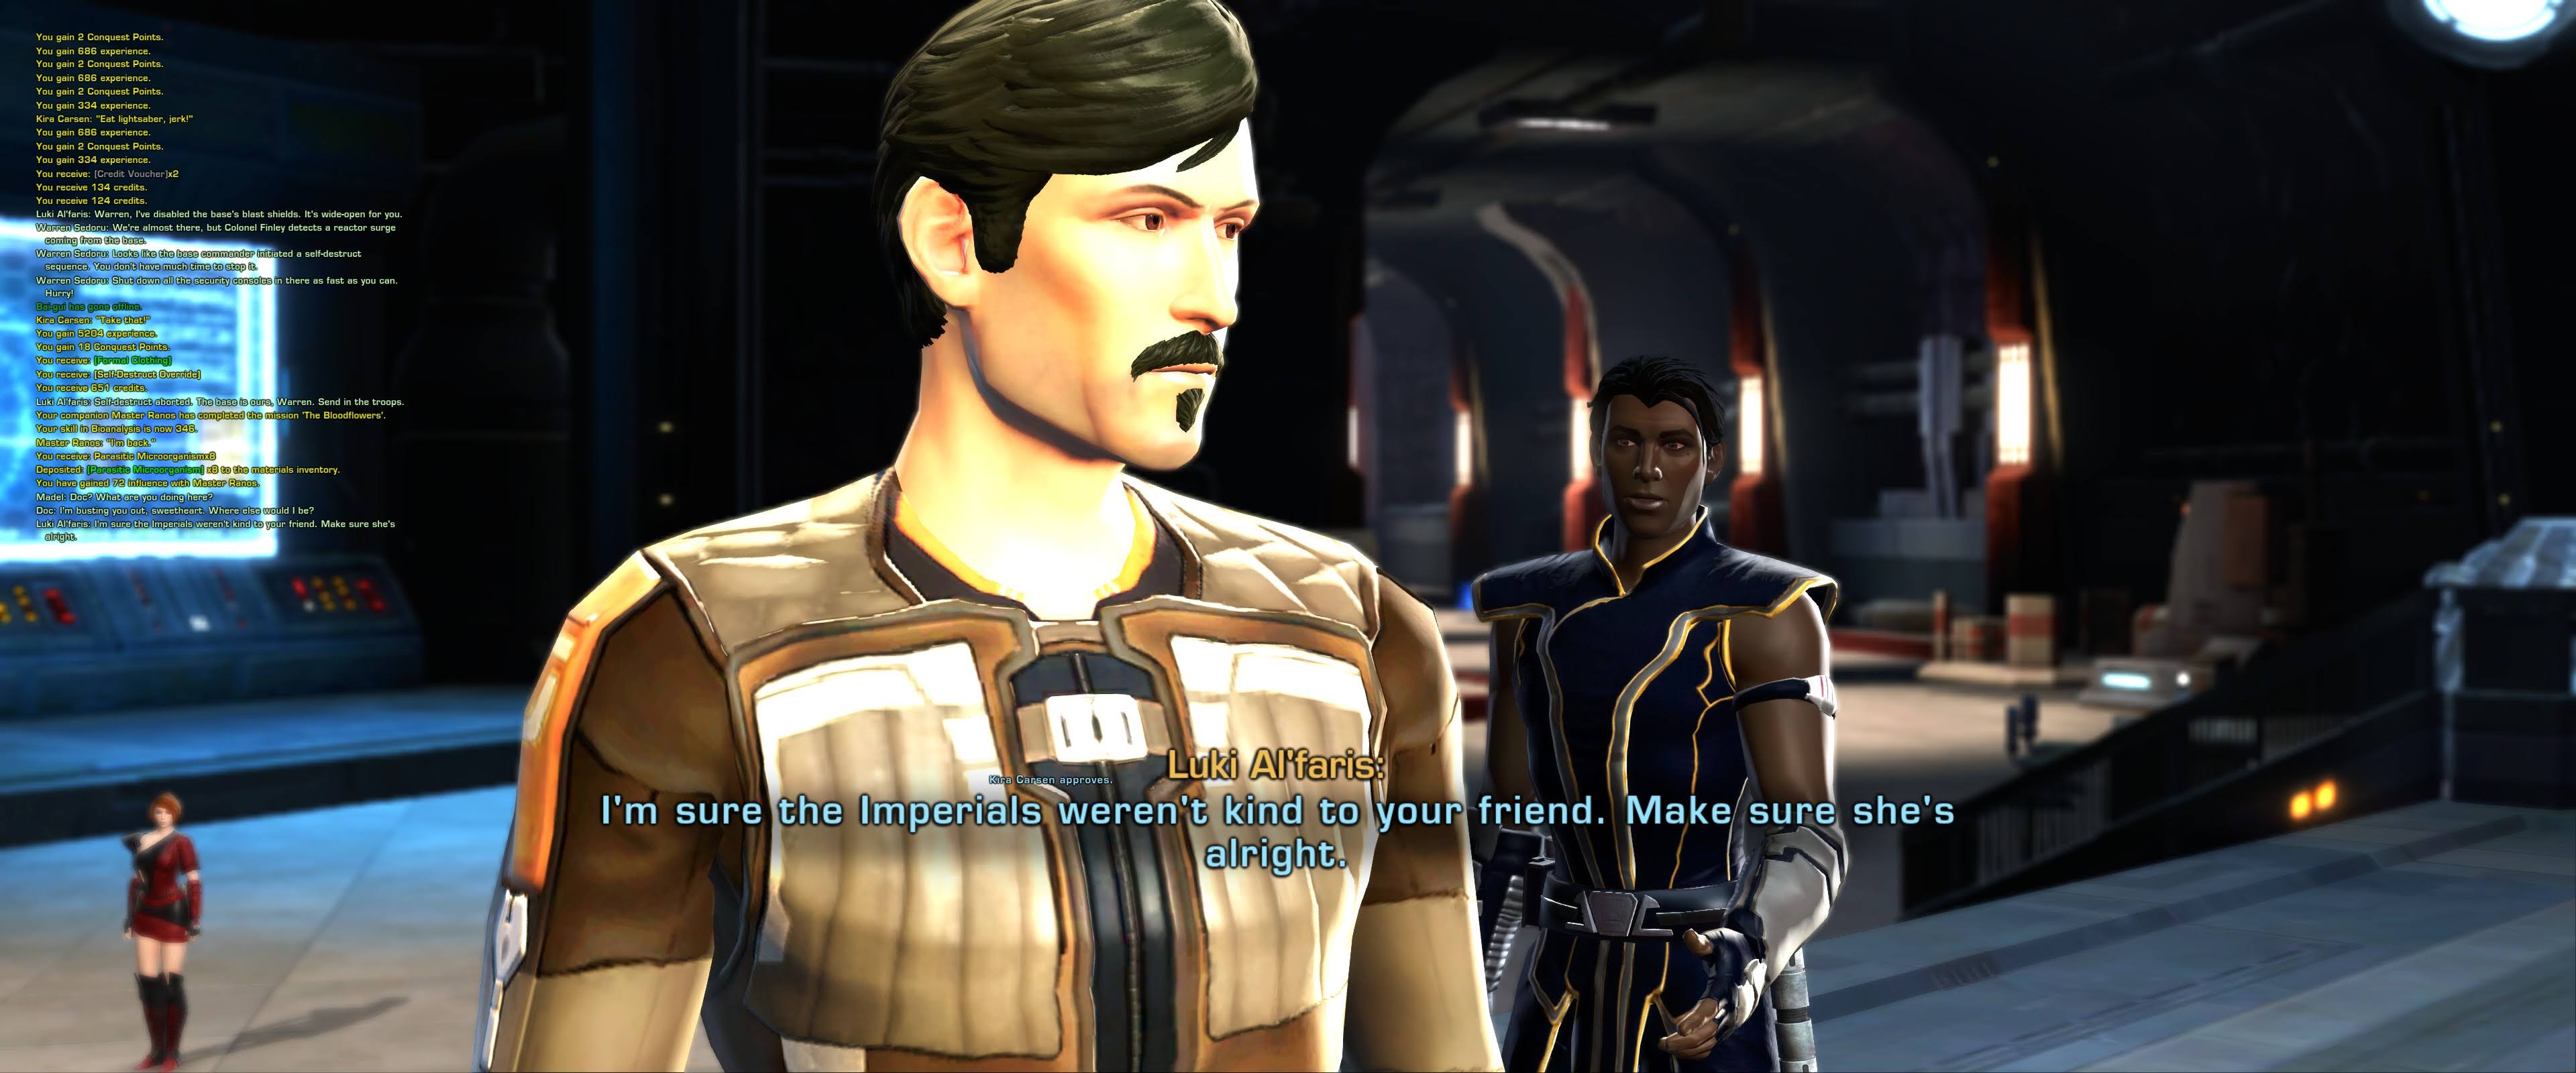 You gain 2 Conquest Points.
You gain 686 experience.
You gain 2 Conquest Points.
You gain 686 experience.
You gain 2 Conquest Points.
You gain 334 experience.
Kira Carsen: "Eat lightsaber, jerk!"
You gain 686 experience.
You gain 2 Conquest Points.
You gain 334 experience.
You receive: [Credit Voucher]x2
You receive 134 credits.
You receive 124 credits.
Luki Al'faris: Warren, I've disabled the base's blast shields. It's wide-open for you.
Warren Sedoru: We're almost there, but Colonel Finley detects a reactor surge
coming from the base.
Warren Sedoru: Looks like the base commander initiated a self-destruct
sequence. You don't have much time to stop it.
Warren Sedoru: Shut down all the security consoles in there as fast as you can.
Hurry!
has gone offline.
Kira Carsen: "Take that!"
You gain 5204 experience.
You gain 18 Conquest Points.
You receive: [Formal Clothing]
You receive: [Self-Destruct Override]
You receive 651 credits.
Luki Al'faris: Self-destruct aborted. The base is ours, Warren. Send in the troops.
Your companion Master Ranos has completed the mission 'The Bloodflowers'.
Your skill in Bioanalysis is now 346.
Master Ranos: "I'm back."
You receive: Parasitic Microorganismx8
Deposited: [Parasitic Microorganism] x8 to the materials inventory.
You have gained 72 influence with Master Ranos.
Madel: Doc? What are you doing here?
Doc: I'm busting you out, sweetheart. Where else would I be?
Luki Al'faris: I'm sure the Imperials weren't kind to your friend. Make sure she's
alright.
Luki Al'faris:
Kira Carsen approves.
I'm sure the Imperials weren't kind to your friend. Make sure she's
alright.